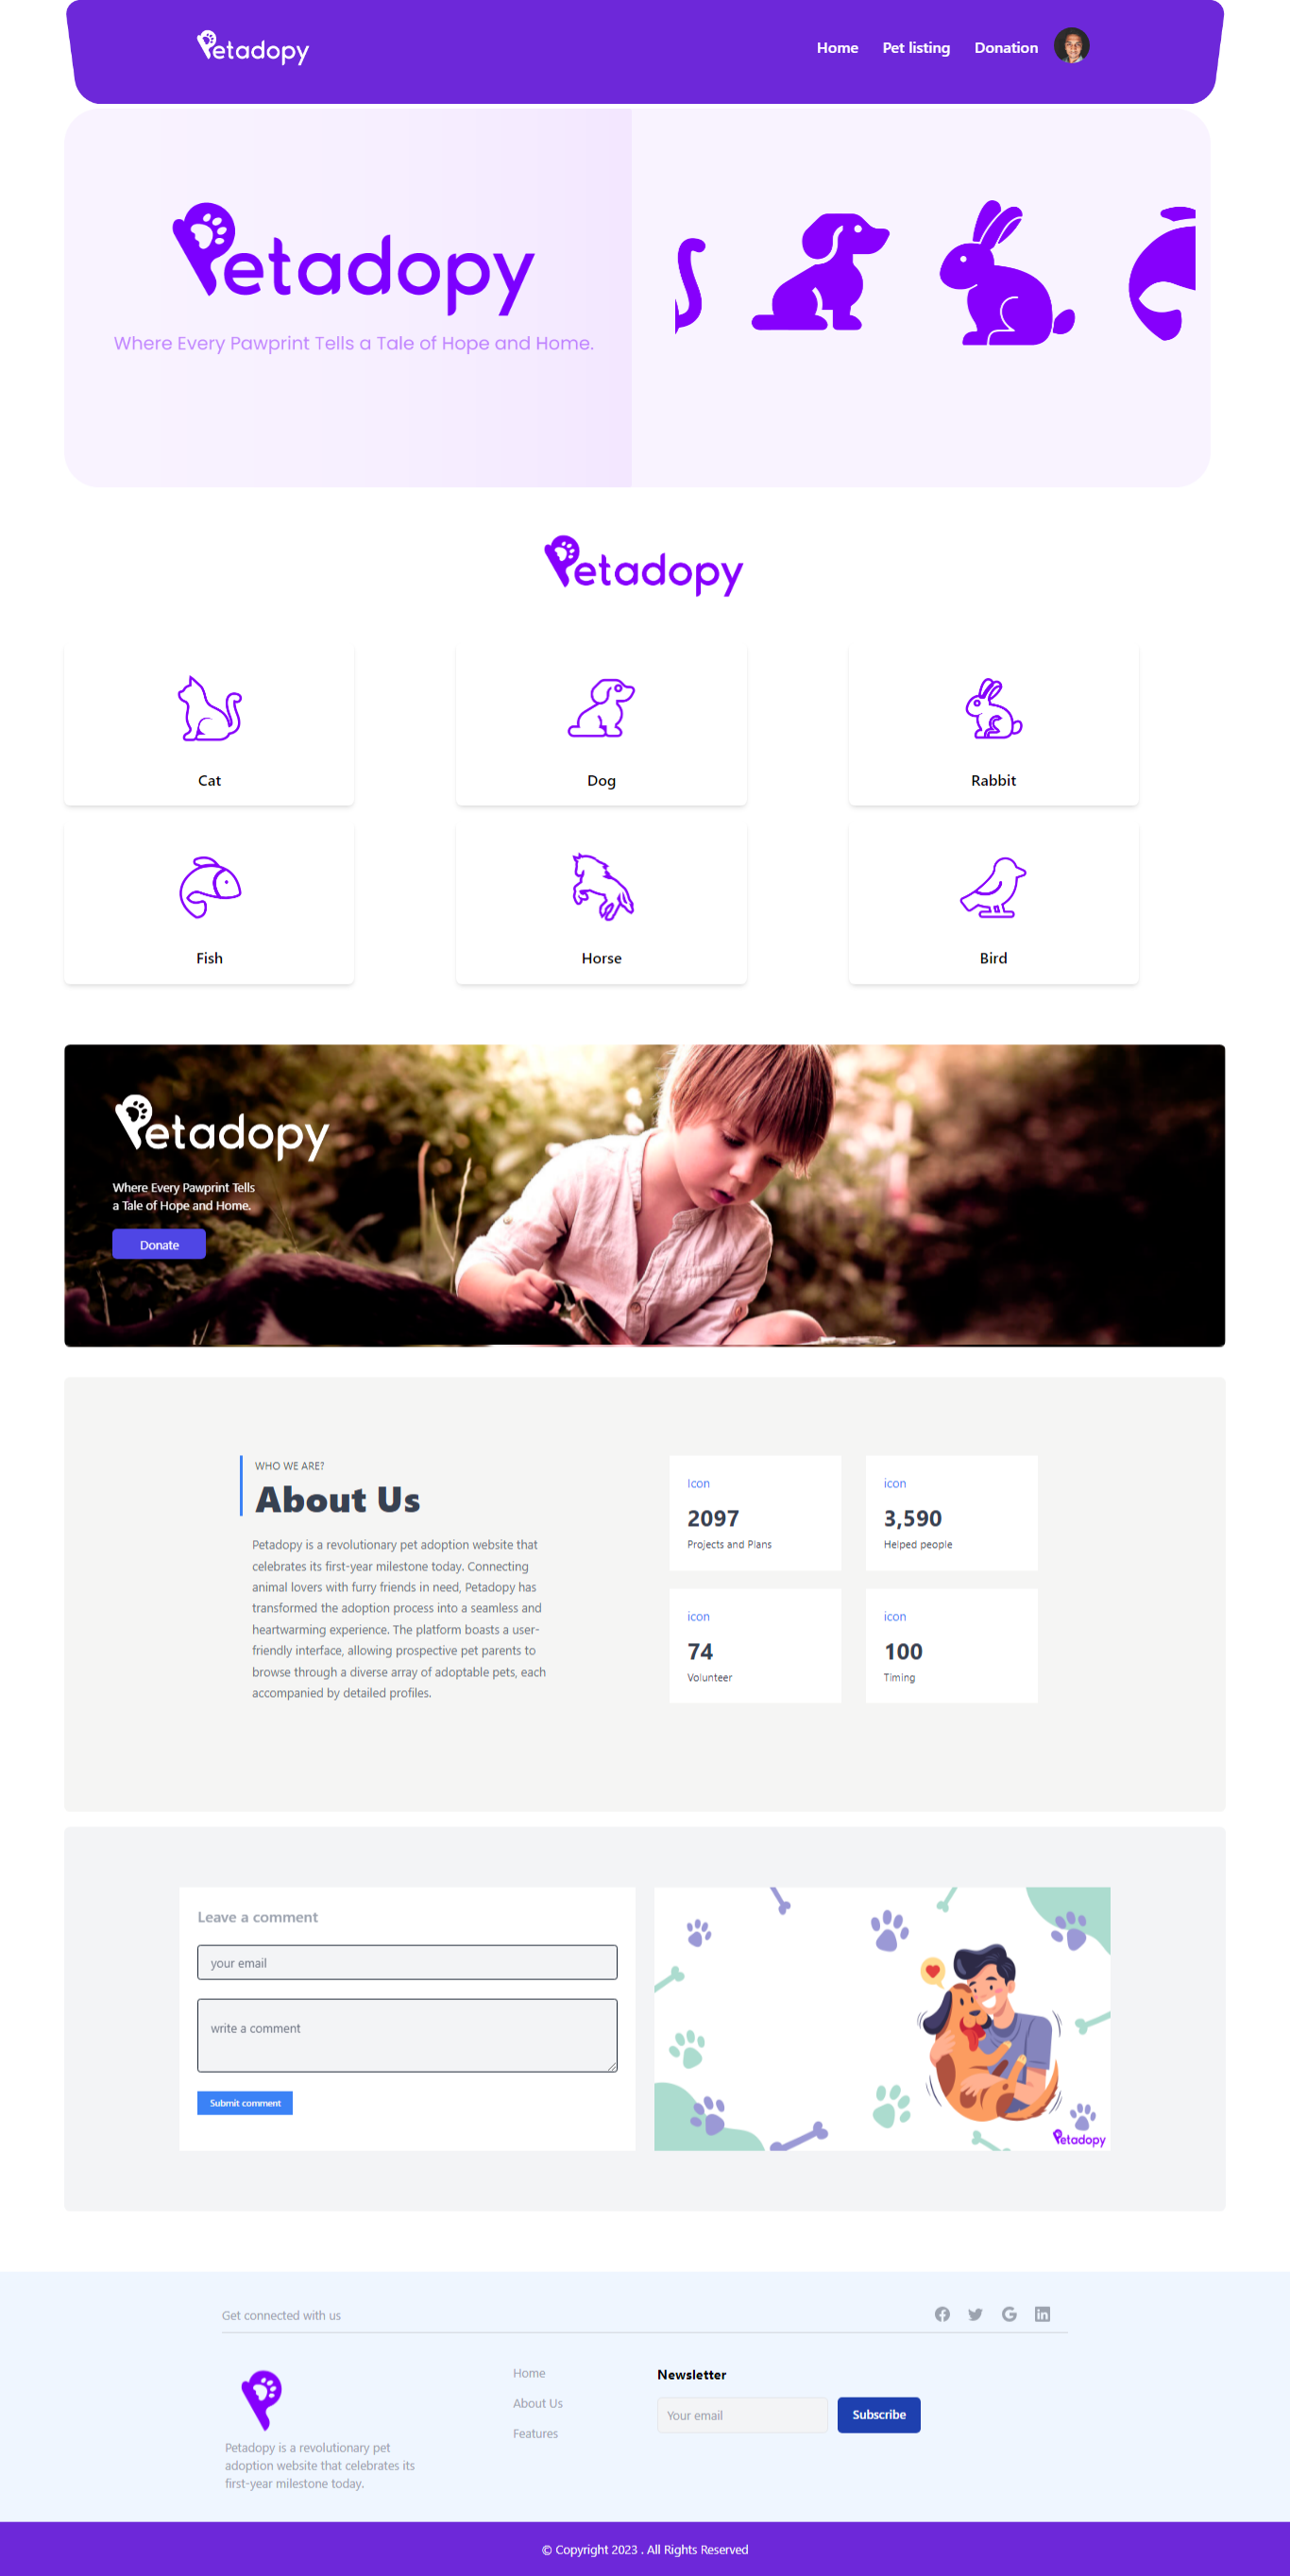 Petadopy
Home Pet listing Donation
Petadopy
Where Every Pawprint Tells a Tale of Hope and Home.
Petadopy
Cat
Dog
Rabbit
Fish
Horse
Bird
Petadopy
Where Every Pawprint Tells
a Tale of Hope and Home.
Donate
WHO WE ARE?
About Us
Petadopy is a revolutionary pet adoption website that
celebrates its first-year milestone today. Connecting
animal lovers with furry friends in need, Petadopy has
transformed the adoption process into a seamless and
heartwarming experience. The platform boasts a user-
friendly interface, allowing prospective pet parents to
browse through a diverse array of adoptable pets, each
accompanied by detailed profiles.
Icon
2097
Projects and Plans
icon
3,590
Helped people
icon
74
Volunteer
icon
100
Timing
Leave a comment
your email
write a comment
Submit comment
Petadopy
Get connected with us
Petadopy is a revolutionary pet
adoption website that celebrates its
first-year milestone today.
Home
About Us
Features
Newsletter
Your email
Subscribe
© Copyright 2023 . All Rights Reserved